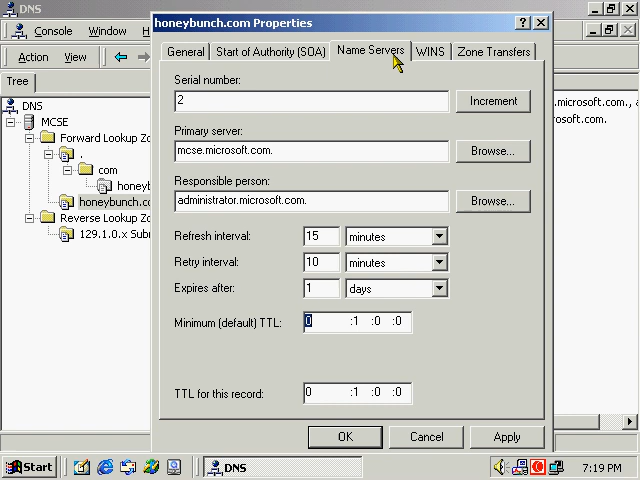 DNS
honeybunch.com Properties
Console
Window
H
Action
View
General
Start of Authority (SOA)
Name Servers
WINS
Zone Transfers
Tree
DNS
MCSE
Forward Lookup Zo
.
com
honeyb
honeybunch.co
Reverse Lookup Zo
129.1.0.x Subn
Serial number:
2
Increment
Primary server:
mcse.microsoft.com.
Browse...
Responsible person:
administrator.microsoft.com.
Browse...
Refresh interval:
15
minutes
Retry interval:
10
minutes
Expires after:
1
days
Minimum (default) TTL:
0 :1 :0 :0
TTL for this record:
0 :1 :0 :0
.microsoft.com., a
osoft.com.
OK
Cancel
Apply
Start
DNS
7:19 PM